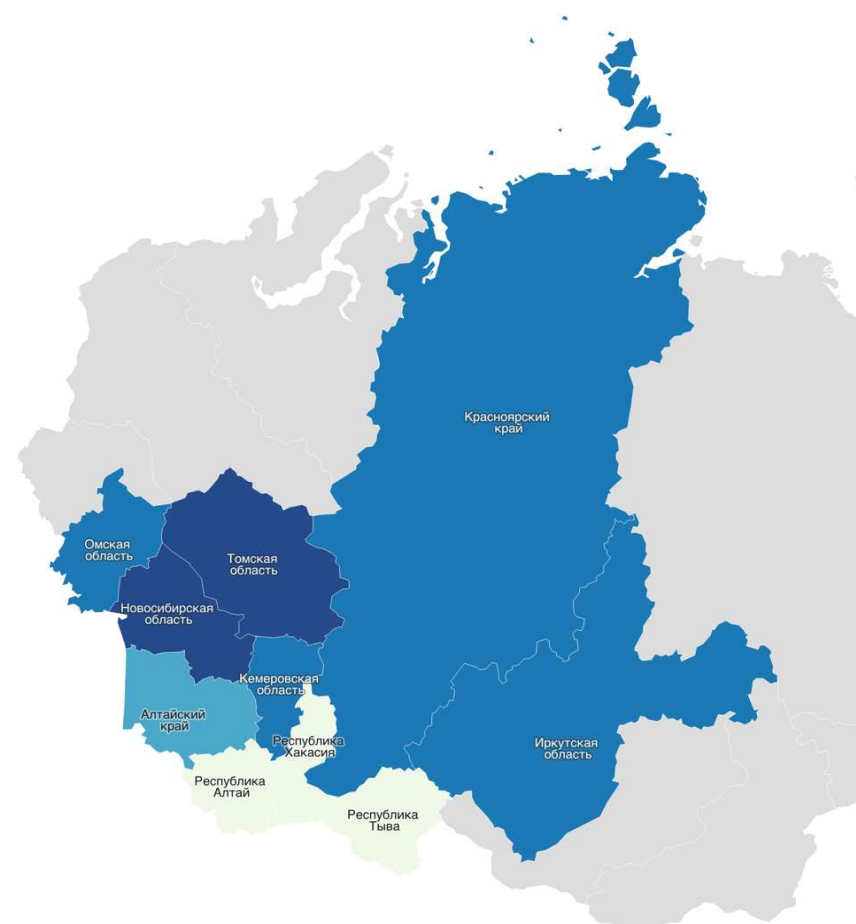 Красноярский
край
Омская
область
Томская
область
Новосибирская
область
Кемеровская
область
Алтайский
край
Республика
Хакасия
Иркутская
область
Республика
Алтай
Республика
Тыва